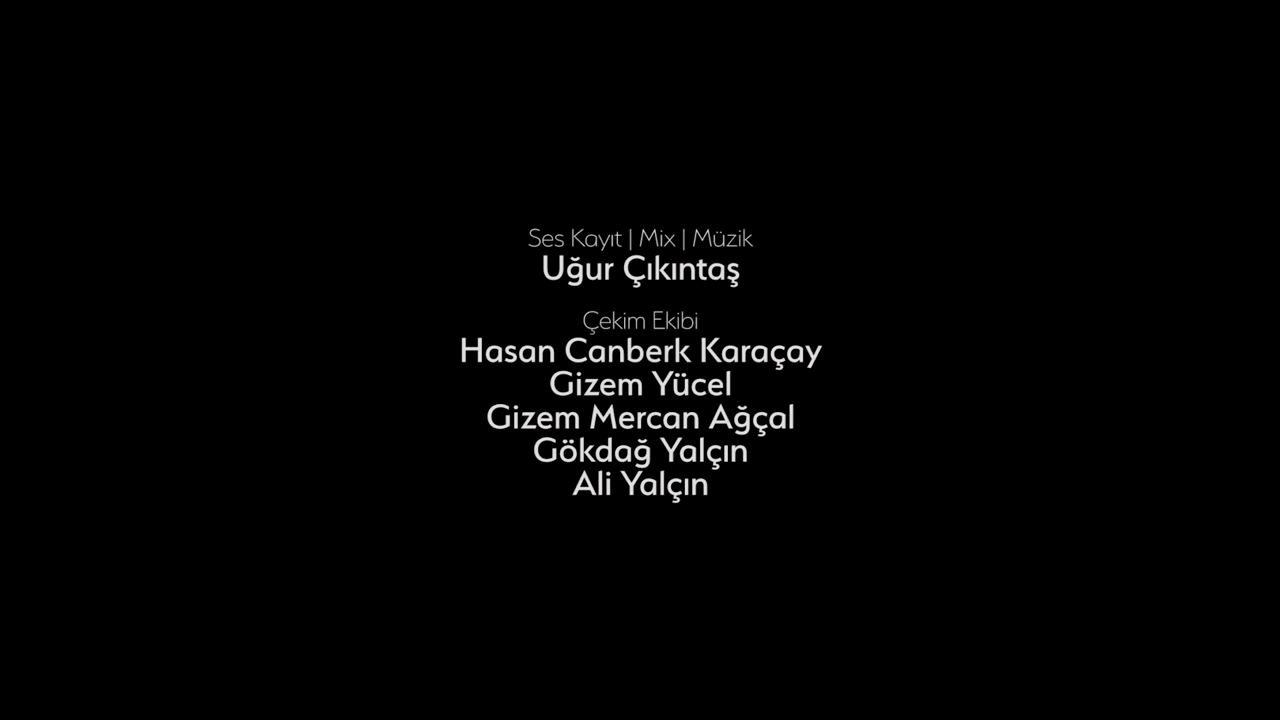 Ses Kayıt | Mix | Müzik
Uğur Çıkıntaş
Çekim Ekibi
Hasan Canberk Karaçay
Gizem Yücel
Gizem Mercan Ağçal
Gökdağ Yalçın
Ali Yalçın